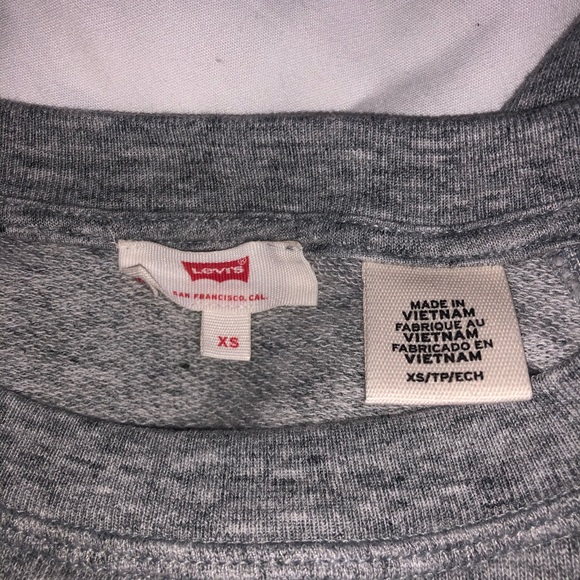 Levi's
SAN FRANCISCO, CAL.
XS
MADE IN
VIETNAM
FABRIQUE AU
VIETNAM
FABRICADO EN
VIETNAM
XS/TP/ECH